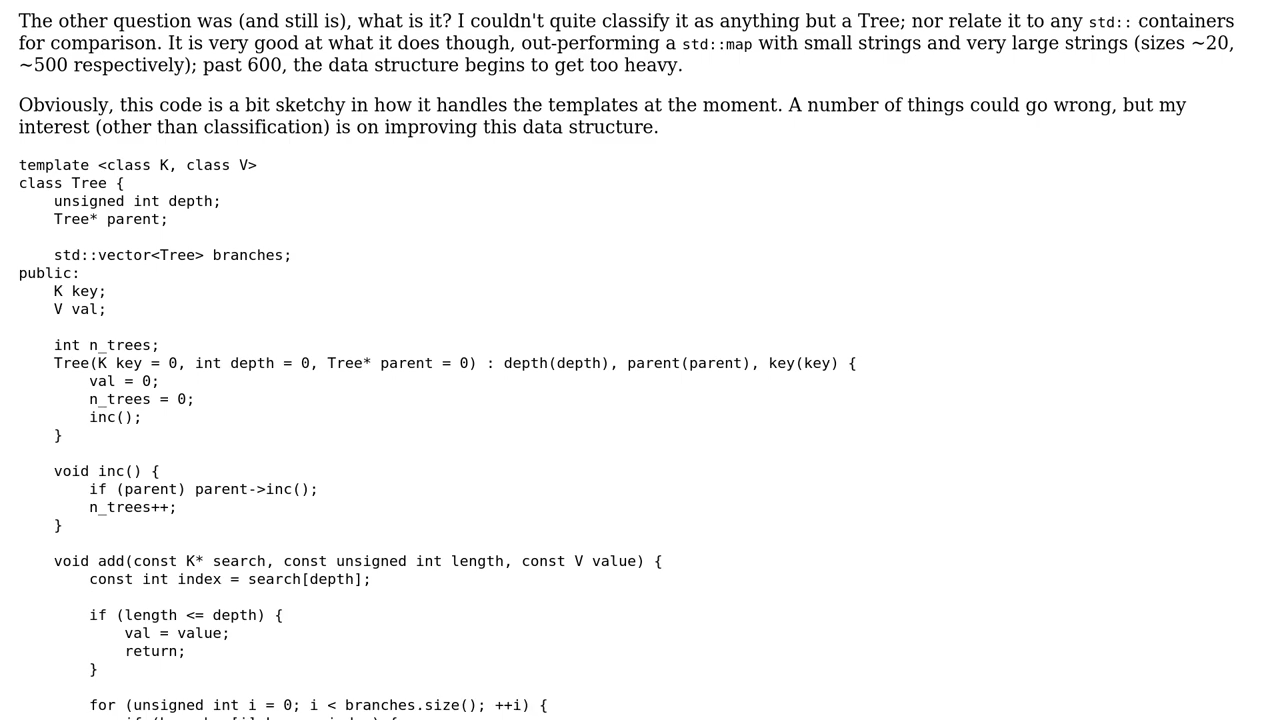 The other question was (and still is), what is it? I couldn't quite classify it as anything but a Tree; nor relate it to any std:: containers
for comparison. It is very good at what it does though, out-performing a std::map with small strings and very large strings (sizes ~20,
~500 respectively); past 600, the data structure begins to get too heavy.
Obviously, this code is a bit sketchy in how it handles the templates at the moment. A number of things could go wrong, but my
interest (other than classification) is on improving this data structure.
template <class K, class V>
class Tree {
    unsigned int depth;
    Tree* parent;
    std::vector<Tree> branches;
public:
    K key;
    V val;
    int n_trees;
    Tree(K key = 0, int depth = 0, Tree* parent = 0) : depth(depth), parent(parent), key(key) {
        val = 0;
        n_trees = 0;
        inc();
    }
    void inc() {
        if (parent) parent->inc();
        n_trees++;
    }
    void add(const K* search, const unsigned int length, const V value) {
        const int index = search[depth];
        if (length <= depth) {
            val = value;
            return;
        }
        for (unsigned int i = 0; i < branches.size(); ++i) {